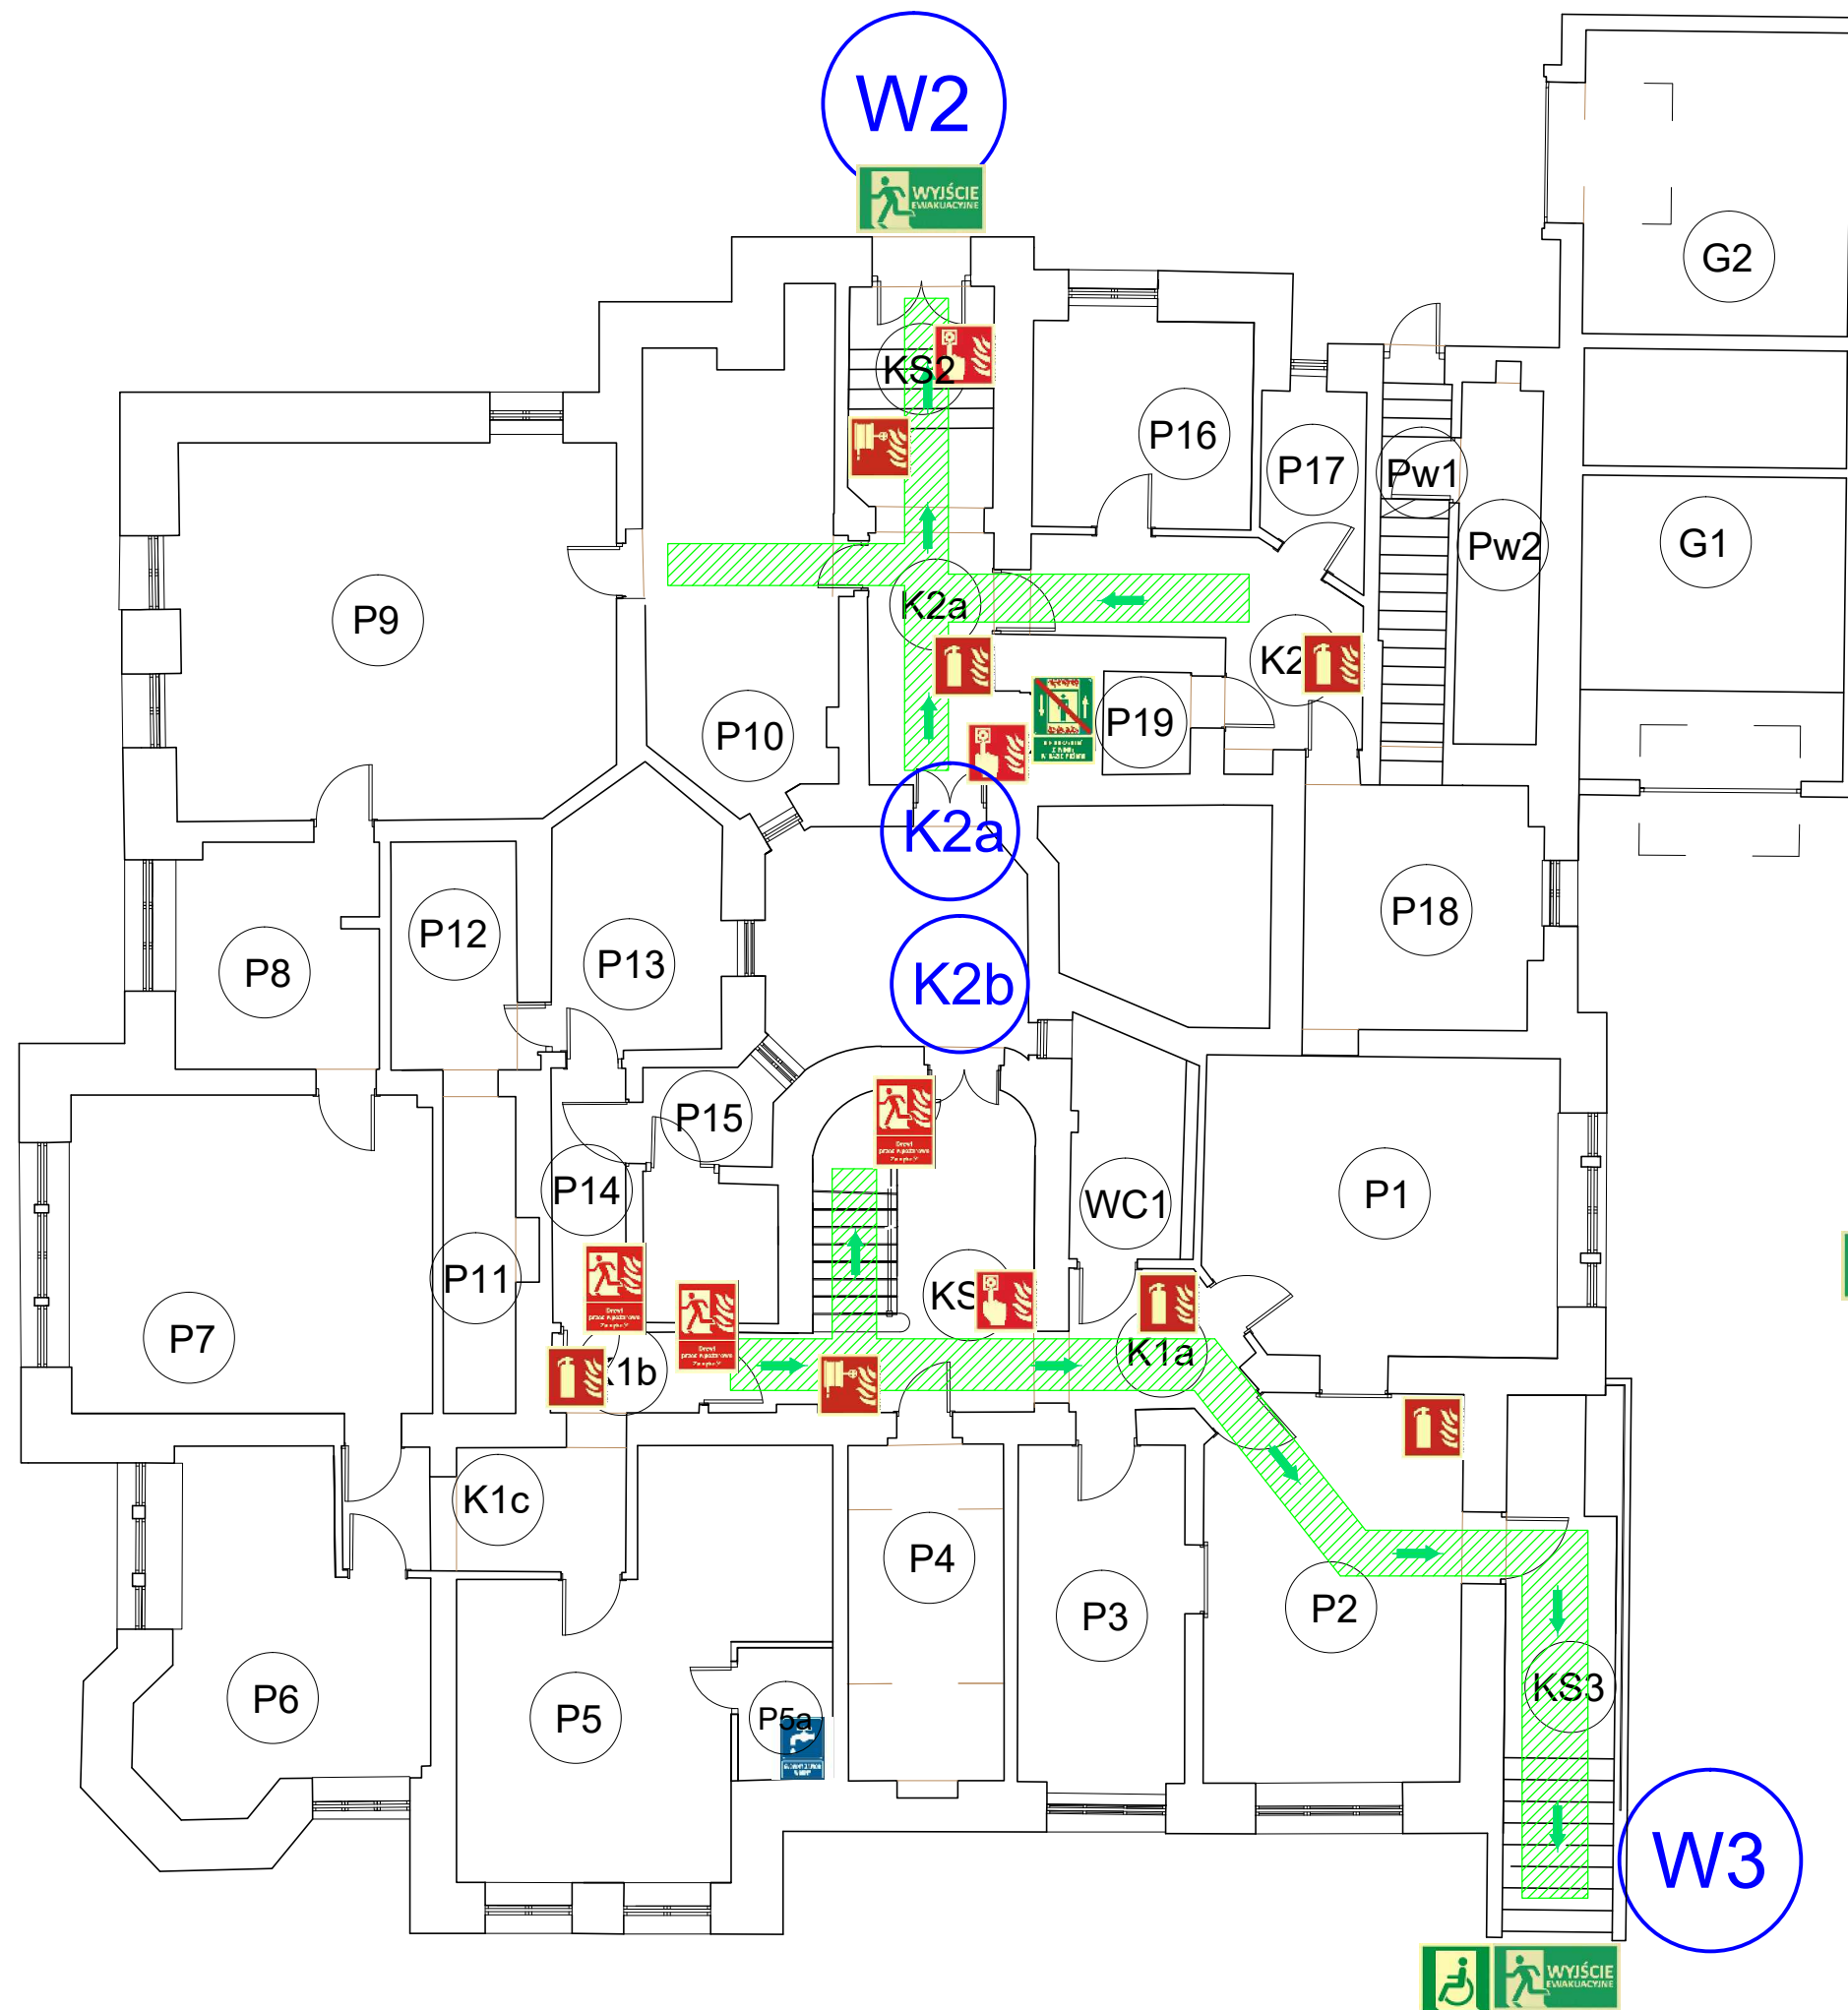 W2
WYJŚCIE
EWAKUACYJNE
G2
KS2
P16
P17
Pw1
Pw2
G1
P9
K2a
K2
P10
P19
K2a
P12
P13
P8
P18
K2b
P15
P14
WC1
P1
P11
KS
P7
K1b
K1a
K1c
P4
P3
P2
P6
P5
P5a
KS3
W3
WYJŚCIE
EWAKUACYJNE